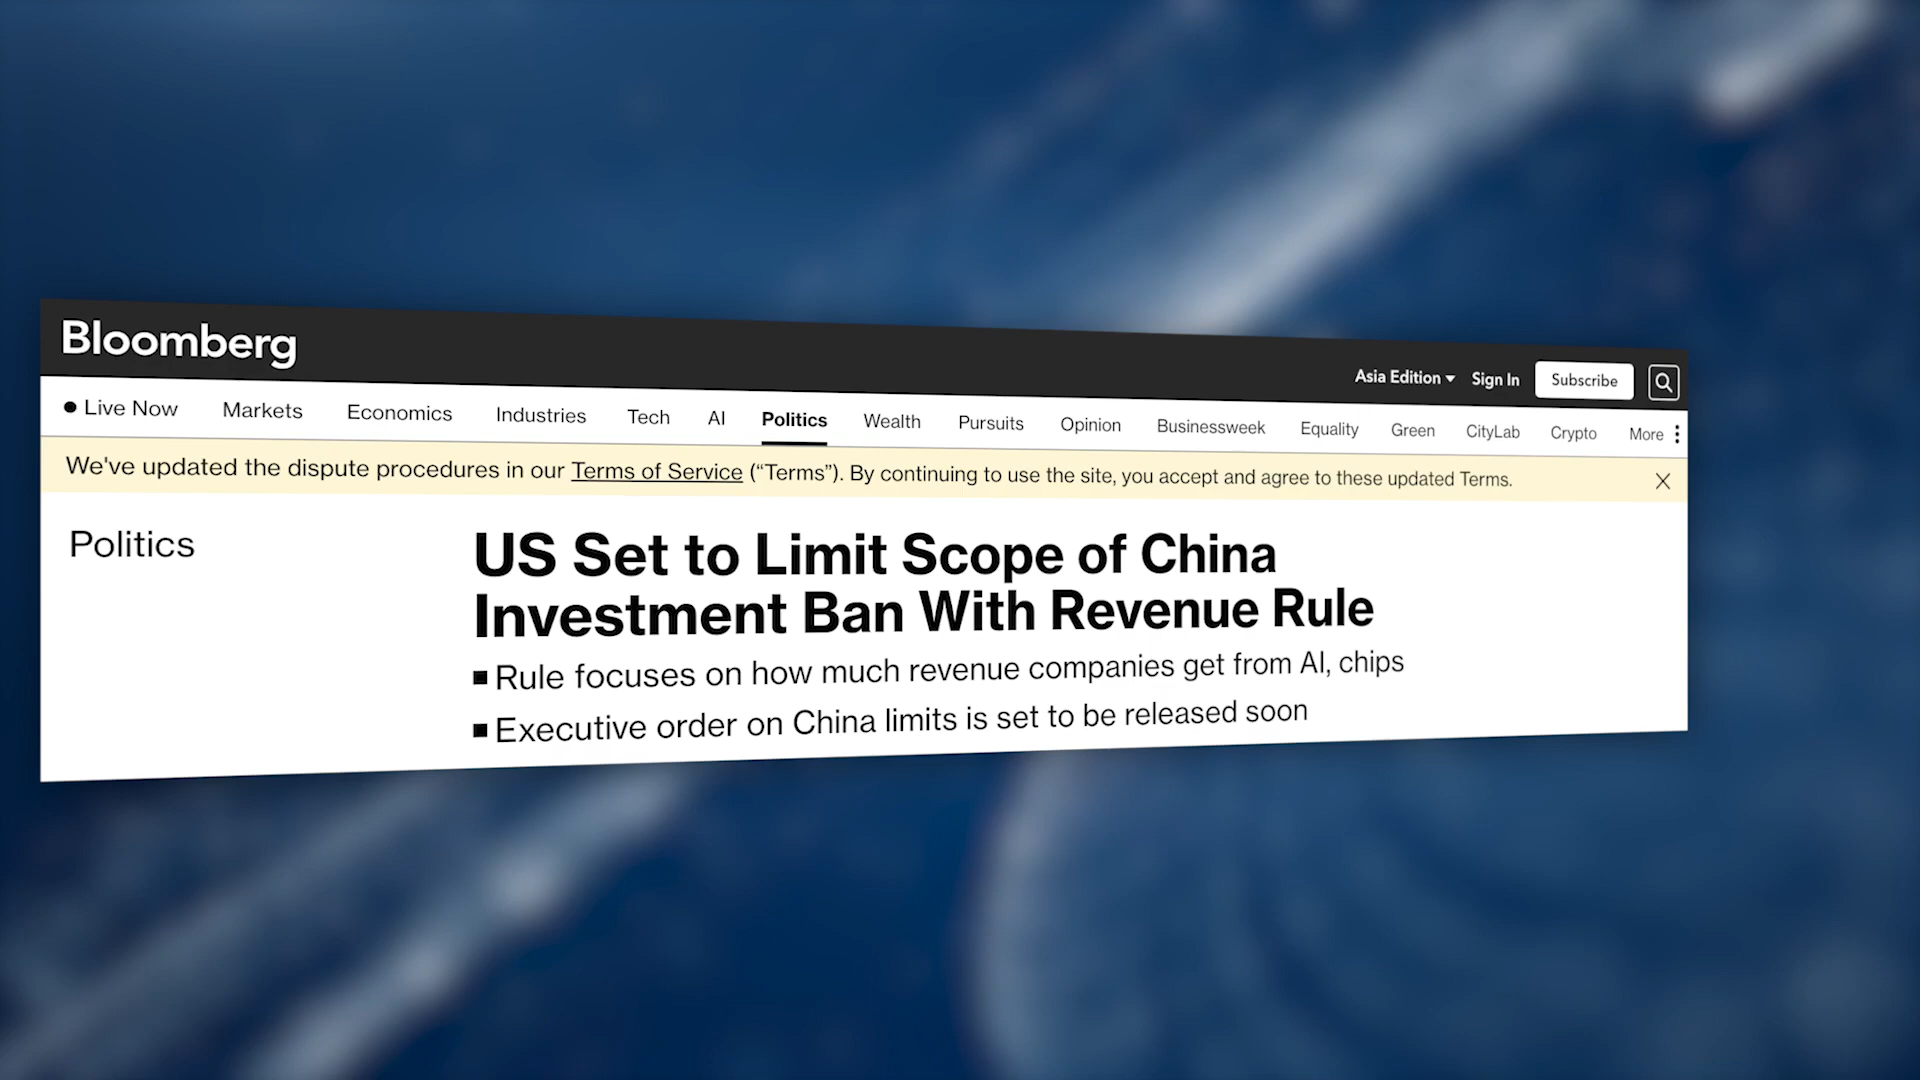 Bloomberg
Asia Edition Sign In Subscribe
Live Now Markets Economics Industries Tech AI Politics Wealth Pursuits Opinion Businessweek Equality Green CityLab Crypto More
We've updated the dispute procedures in our Terms of Service (“Terms”). By continuing to use the site, you accept and agree to these updated Terms.
Politics
US Set to Limit Scope of China
Investment Ban With Revenue Rule
Rule focuses on how much revenue companies get from AI, chips
Executive order on China limits is set to be released soon